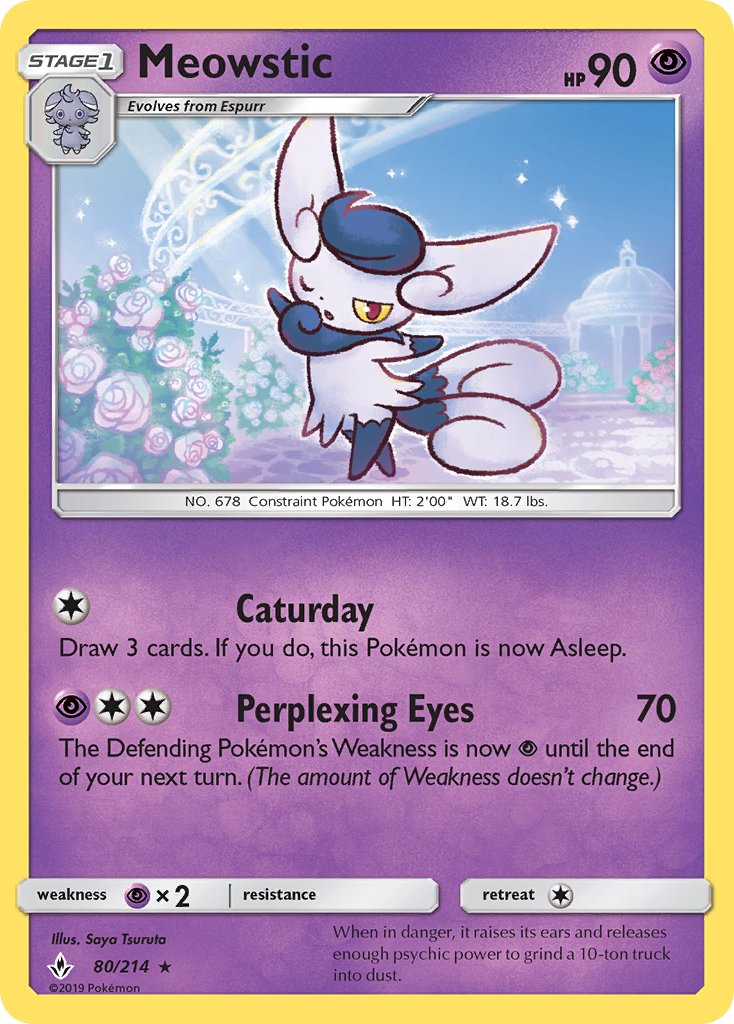 STAGE1
Meowstic
HP 90
Evolves from Espurr
NO. 678 Constraint Pokémon HT: 2'00" WT: 18.7 lbs.
Caturday
Draw 3 cards. If you do, this Pokémon is now Asleep.
Perplexing Eyes 70
The Defending Pokémon's Weakness is now until the end
of your next turn. (The amount of Weakness doesn't change.)
weakness ×2 resistance retreat
Illus. Saya Tsuruta
80/214 ★
©2019 Pokémon
When in danger, it raises its ears and releases
enough psychic power to grind a 10-ton truck
into dust.